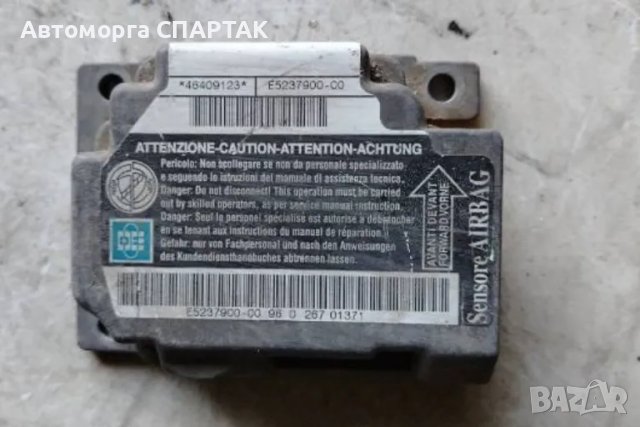 Автоморга СПАРТАК
*46409123* E5237900-C0
ATTENZIONE-CAUTION-ATTENTION-ACHTUNG
Pericolo: Non scollegare se non da personale specializzato
e seguendo le istruzioni del manuale di assistenza tecnica.
Danger: Do not disconnect! This operation must be carried
out by skilled operators, as per service manual instruction.
Danger: Seul le personel specialise est autorise a debrancher
en se tenant aux instructions du manuel de réparation.
Gefahr: nur von Fachpersonal und nach den Anweisungen
des Kundendiensthandbuches abtrennen lassen.
AVANTI DEVANT
FORWARD VORNE
Sensore AIRBAG
E5237900-C0 96 D 267 01371
BAZAR